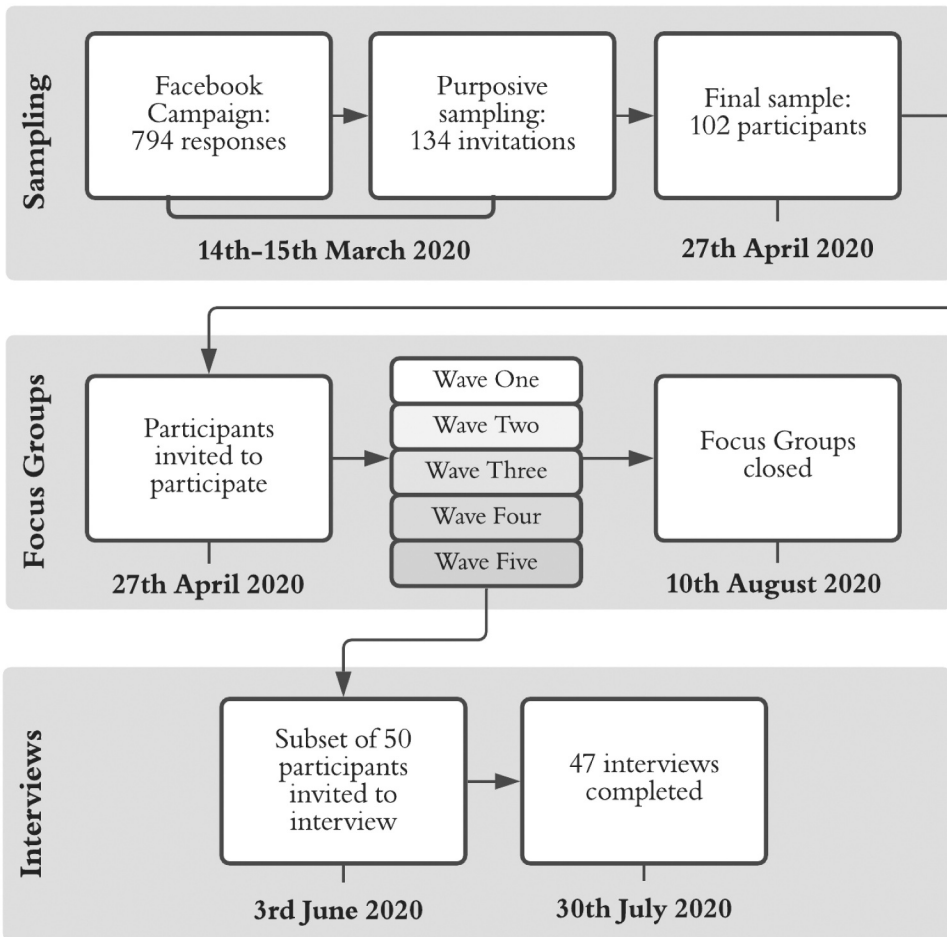 Sampling
Facebook
Campaign:
794 responses
Purposive
sampling:
134 invitations
Final sample:
102 participants
14th-15th March 2020
27th April 2020
Focus Groups
Participants
invited to
participate
Wave One
Wave Two
Wave Three
Wave Four
Wave Five
Focus Groups
closed
27th April 2020
10th August 2020
Interviews
Subset of 50
participants
invited to
interview
47 interviews
completed
3rd June 2020
30th July 2020